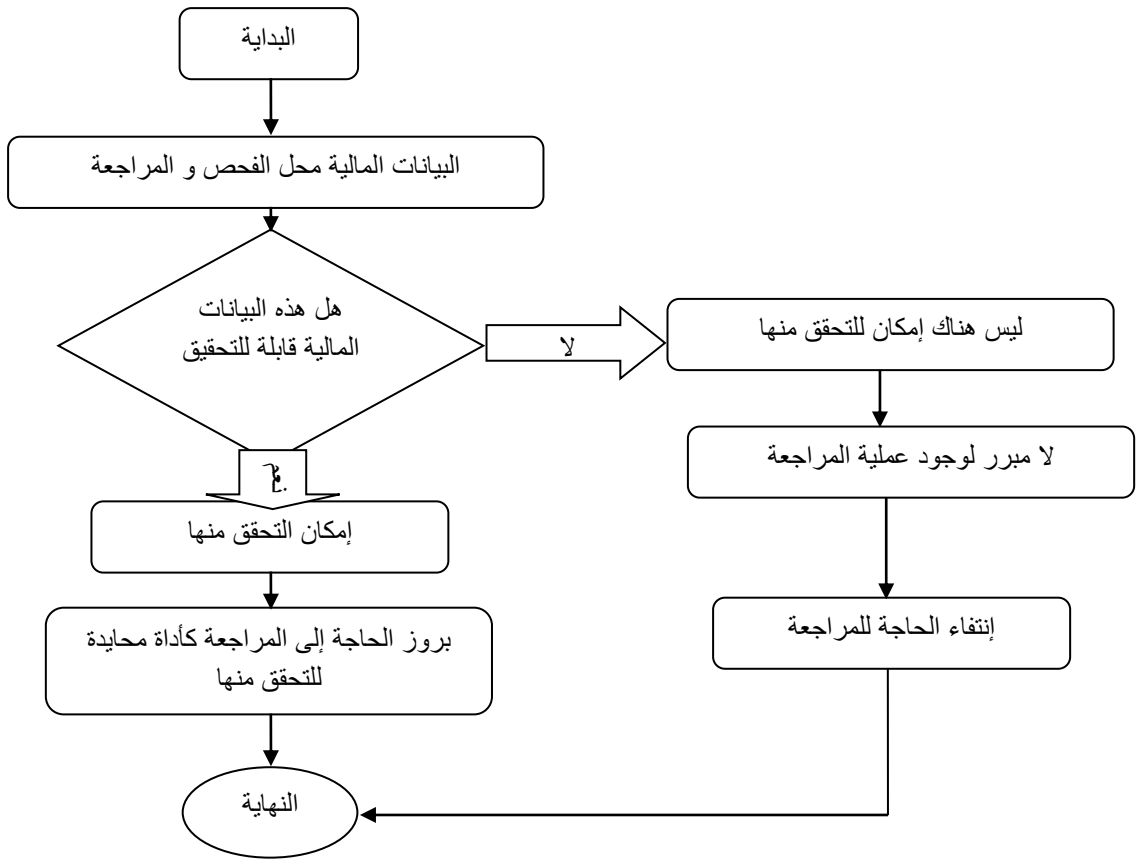 البداية
البيانات المالية محل الفحص و المراجعة
هل هذه البيانات
المالية قابلة للتحقيق
لا
ليس هناك إمكان للتحقق منها
لا مبرر لوجود عملية المراجعة
إنتفاء الحاجة للمراجعة
نعم
إمكان التحقق منها
بروز الحاجة إلى المراجعة كأداة محايدة
للتحقق منها
النهاية